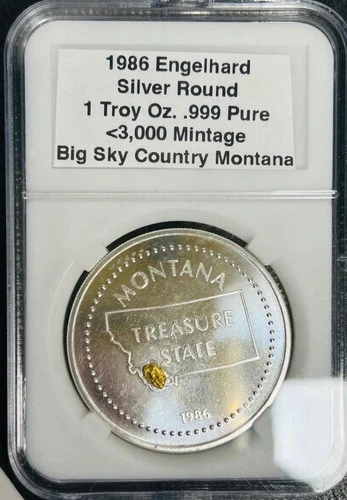 1986 Engelhard
Silver Round
1 Troy Oz. .999 Pure
<3,000 Mintage
Big Sky Country Montana
MONTANA
TREASURE
STATE
1986